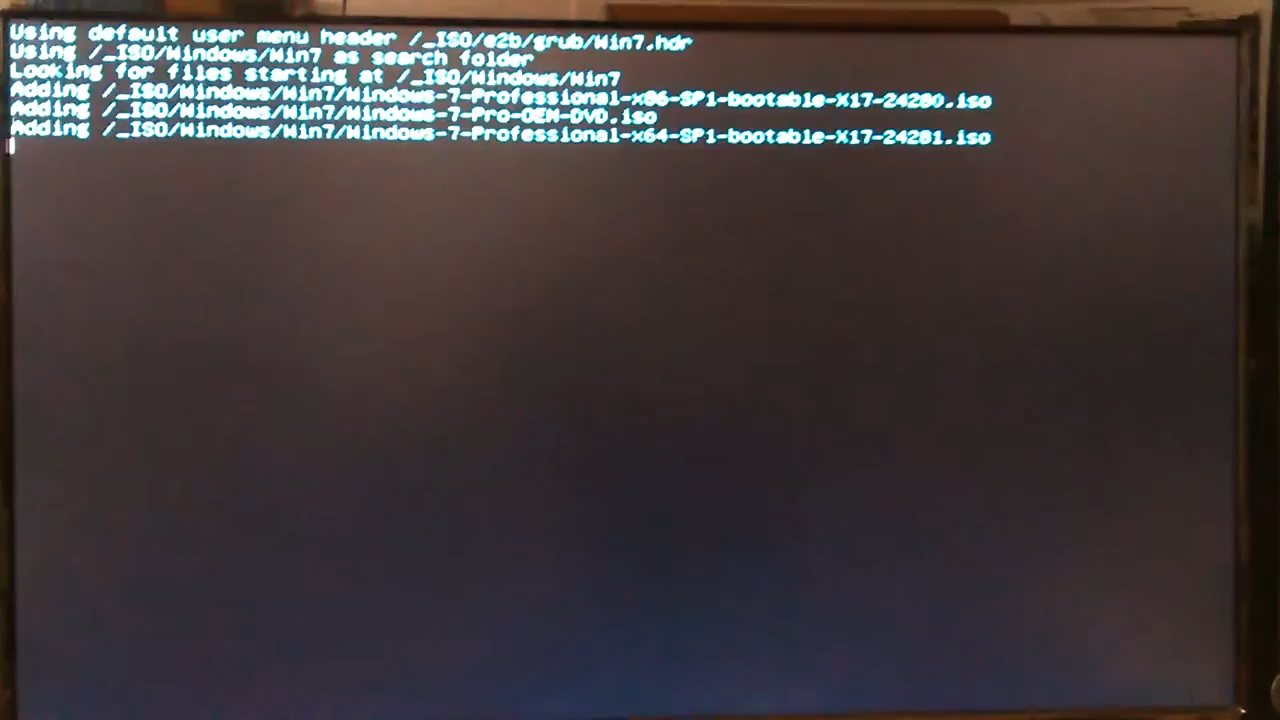 Using default user menu header /_ISO/e2b/grub/Win7.hdr
Using /_ISO/Windows/Win7 as search folder
Looking for files starting at /_ISO/Windows/Win7
Adding /_ISO/Windows/Win7/Windows-7-Professional-x86-SP1-bootable-X17-24280.iso
Adding /_ISO/Windows/Win7/Windows-7-Pro-OEM-DVD.iso
Adding /_ISO/Windows/Win7/Windows-7-Professional-x64-SP1-bootable-X17-24281.iso